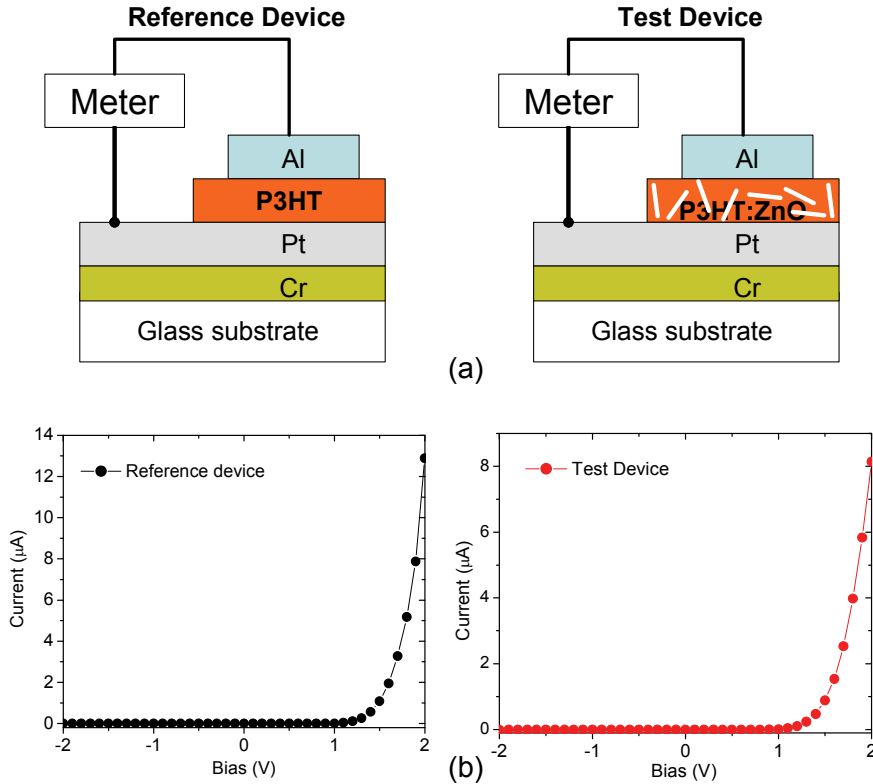 Reference Device
Test Device
Meter
Al
P3HT
Pt
Cr
Glass substrate
Meter
Al
P3HT:ZnO
Pt
Cr
Glass substrate
(a)
14
12
10
8
6
4
2
0
Current (µA)
Reference device
-2
-1
0
1
2
Bias (V)
8
6
4
2
0
Current (µA)
Test Device
-2
-1
0
1
2
Bias (V)
(b)